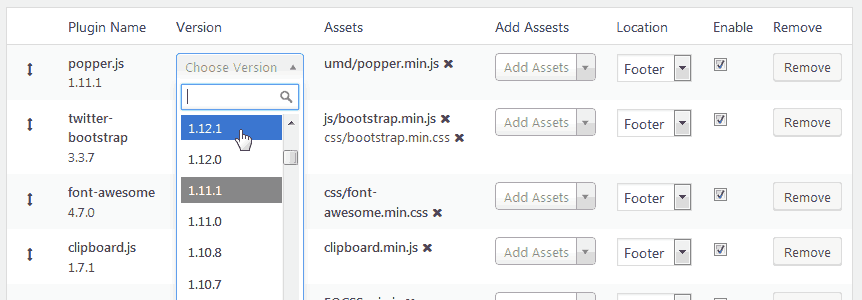 Plugin Name Version Assets Add Assests Location Enable Remove
popper.js Choose Version umd/popper.min.js ✖ Add Assets Footer Remove
1.11.1
1.12.1
twitter-bootstrap
3.3.7
js/bootstrap.min.js ✖ Add Assets Footer Remove
css/bootstrap.min.css ✖
1.12.0
1.11.1
font-awesome
4.7.0
css/font-awesome.min.css ✖ Add Assets Footer Remove
1.11.0
clipboard.js clipboard.min.js ✖ Add Assets Footer Remove
1.7.1
1.10.8
1.10.7